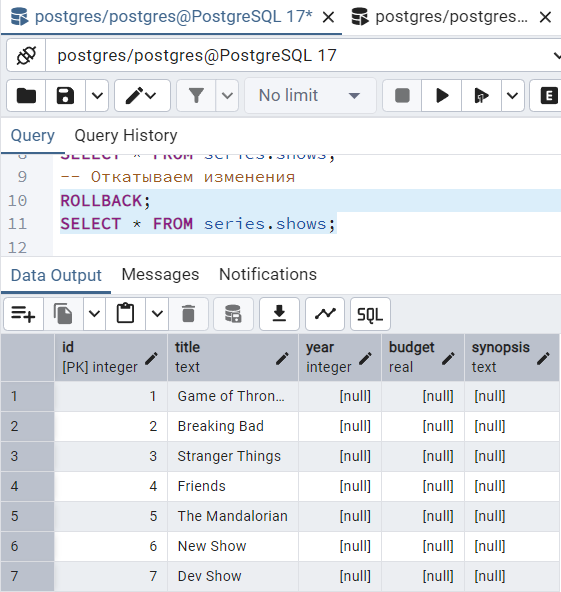 postgres/postgres@PostgreSQL 17*
postgres/postgres...
postgres/postgres@PostgreSQL 17
No limit
E
Query
Query History
8 SELECT * FROM series.shows;
9 -- Откатываем изменения
10 ROLLBACK;
11 SELECT * FROM series.shows;
12
Data Output
Messages
Notifications
SQL
id
[PK] integer
title
text
year
integer
budget
real
synopsis
text
1 1 Game of Thron... [null] [null] [null]
2 2 Breaking Bad [null] [null] [null]
3 3 Stranger Things [null] [null] [null]
4 4 Friends [null] [null] [null]
5 5 The Mandalorian [null] [null] [null]
6 6 New Show [null] [null] [null]
7 7 Dev Show [null] [null] [null]